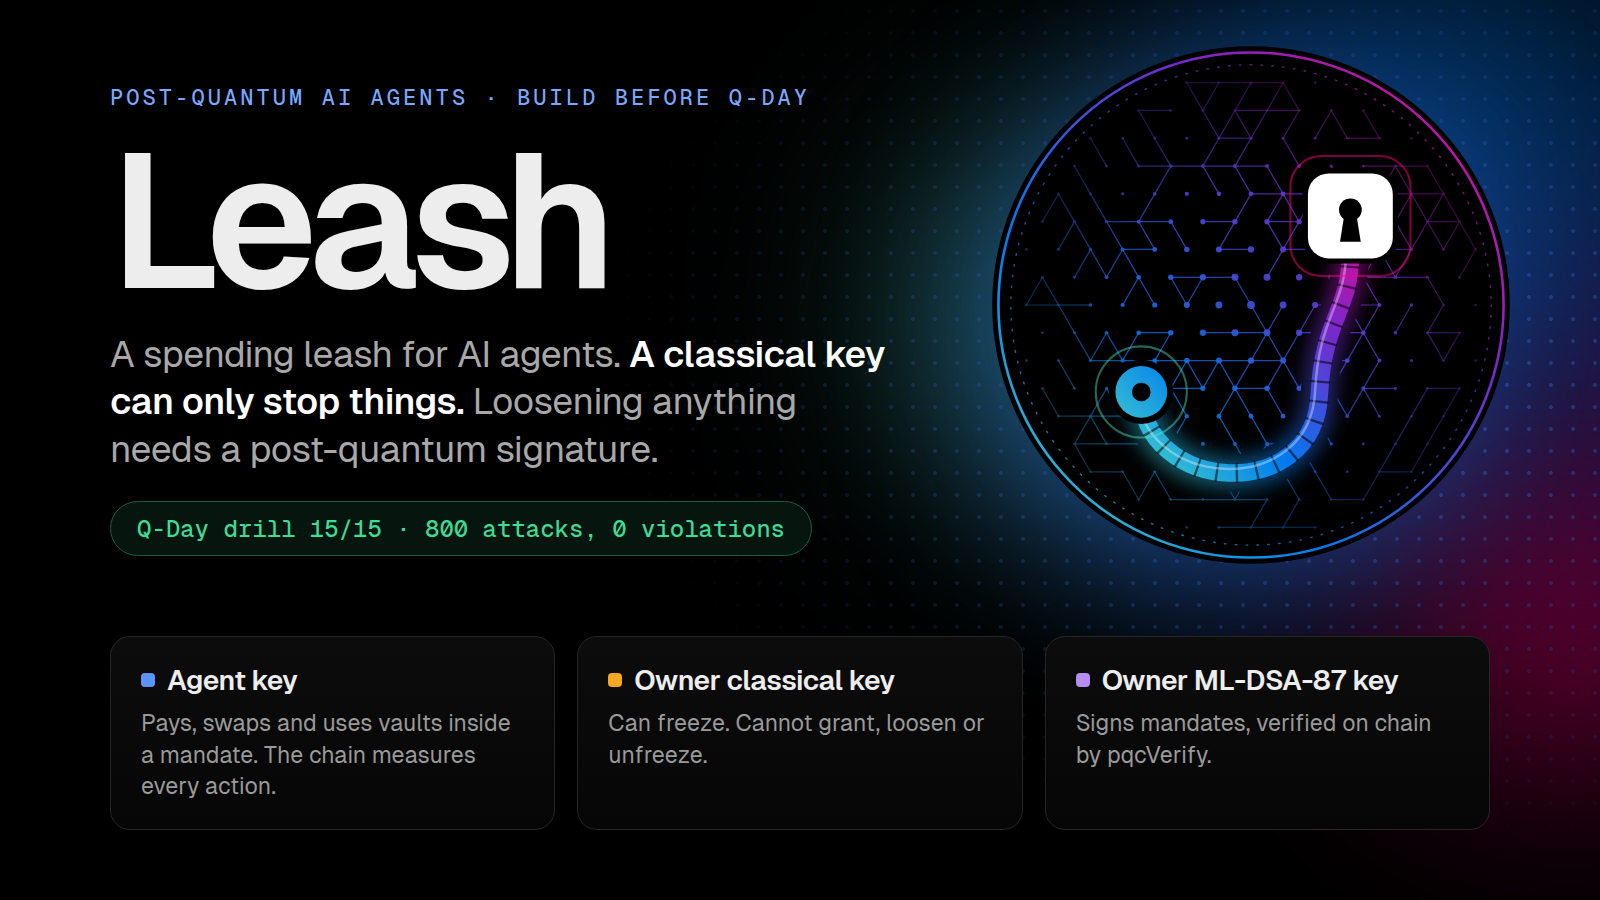 POST-QUANTUM AI AGENTS · BUILD BEFORE Q-DAY
Leash
A spending leash for AI agents. A classical key
can only stop things. Loosening anything
needs a post-quantum signature.
Q-Day drill 15/15 · 800 attacks, 0 violations
Agent key
Pays, swaps and uses vaults inside
a mandate. The chain measures
every action.
Owner classical key
Can freeze. Cannot grant, loosen or
unfreeze.
Owner ML-DSA-87 key
Signs mandates, verified on chain
by pqcVerify.